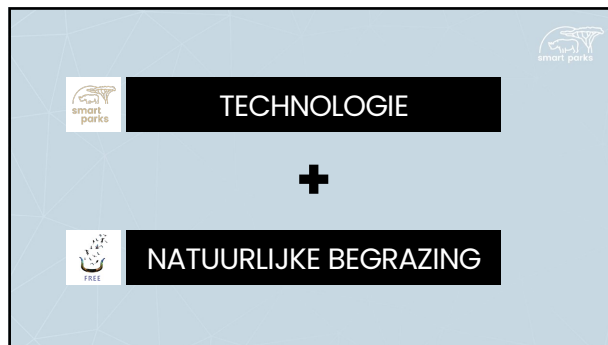 smart parks
smart
parks
TECHNOLOGIE
+
FREE
NATUURLIJKE BEGRAZING